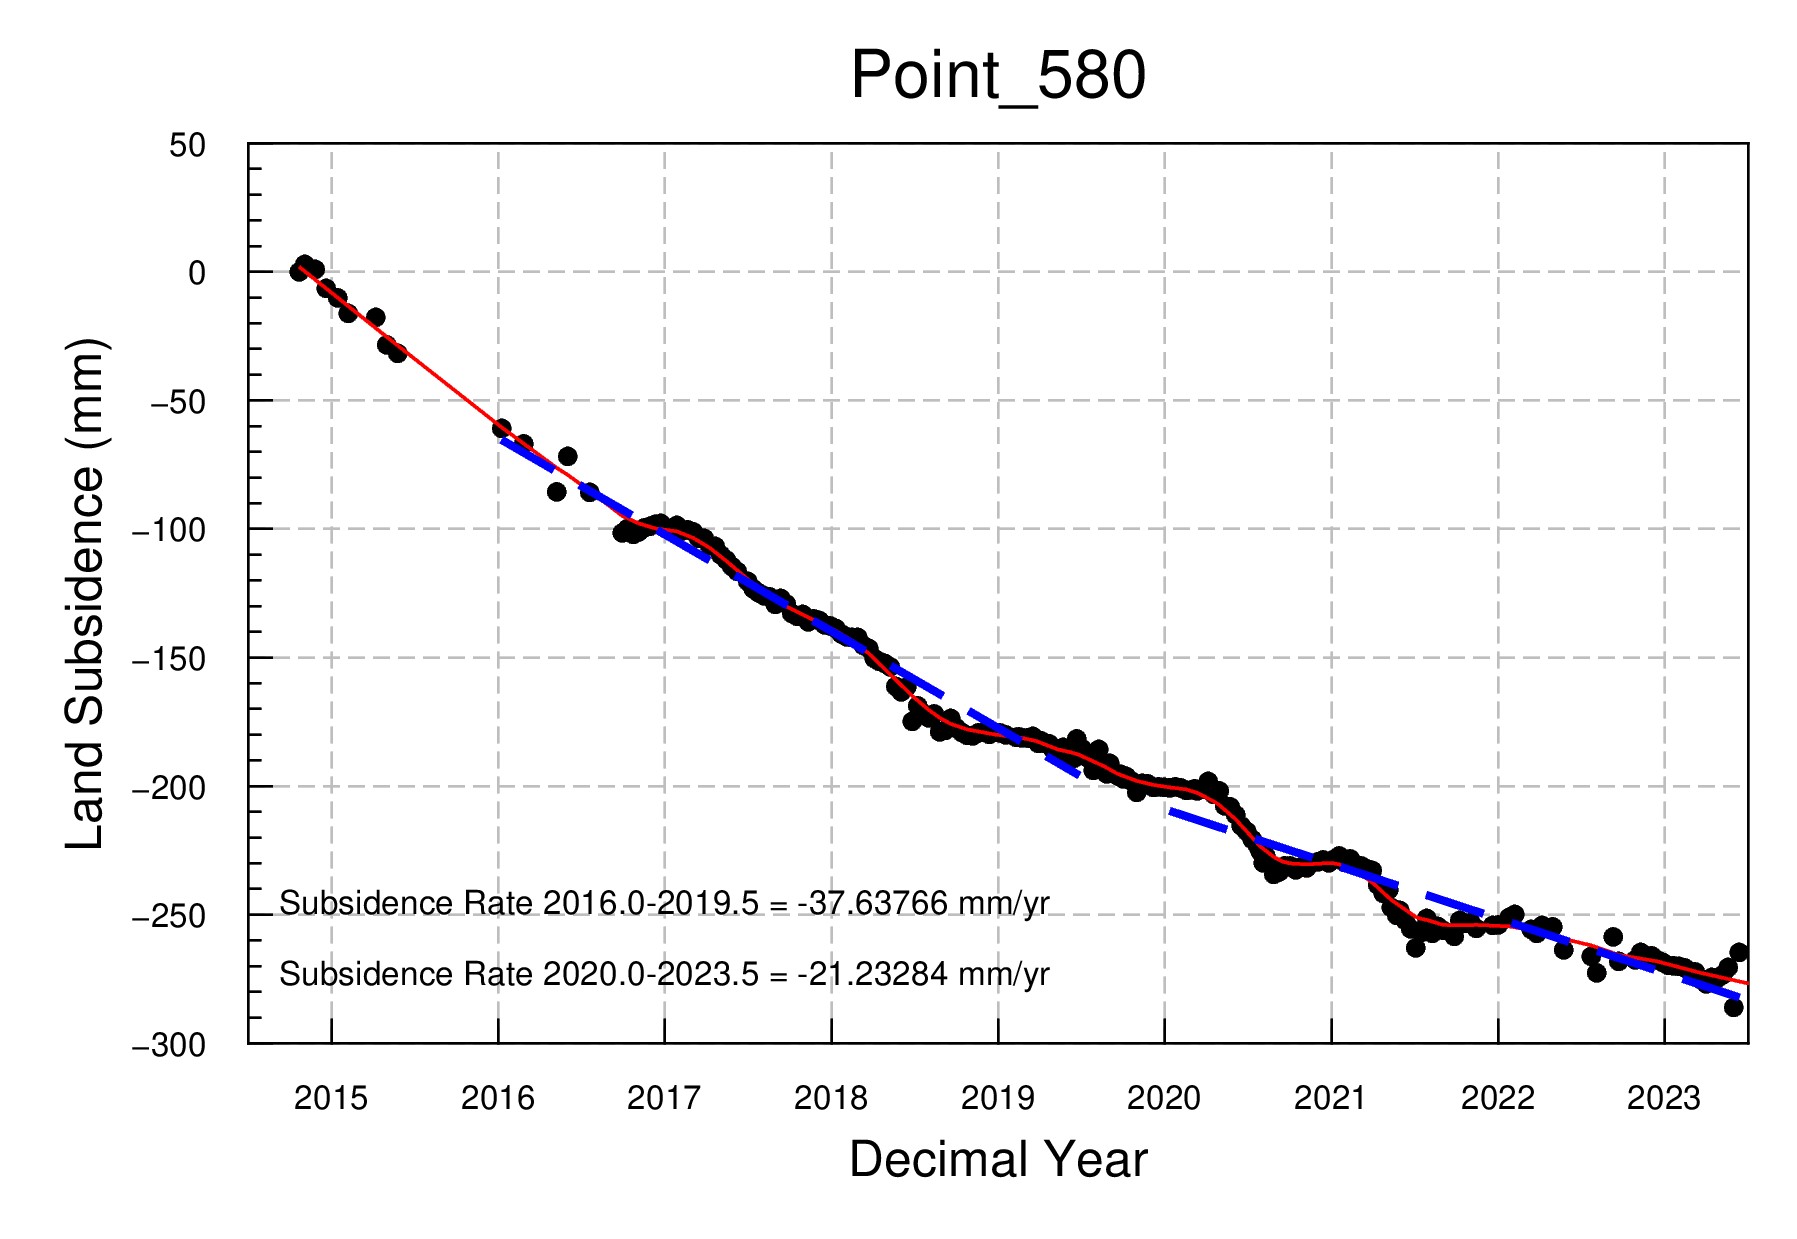 Point_580
50
0
−50
−100
−150
−200
−250
−300
Land Subsidence (mm)
Subsidence Rate 2016.0-2019.5 = -37.63766 mm/yr
Subsidence Rate 2020.0-2023.5 = -21.23284 mm/yr
2015 2016 2017 2018 2019 2020 2021 2022 2023
Decimal Year